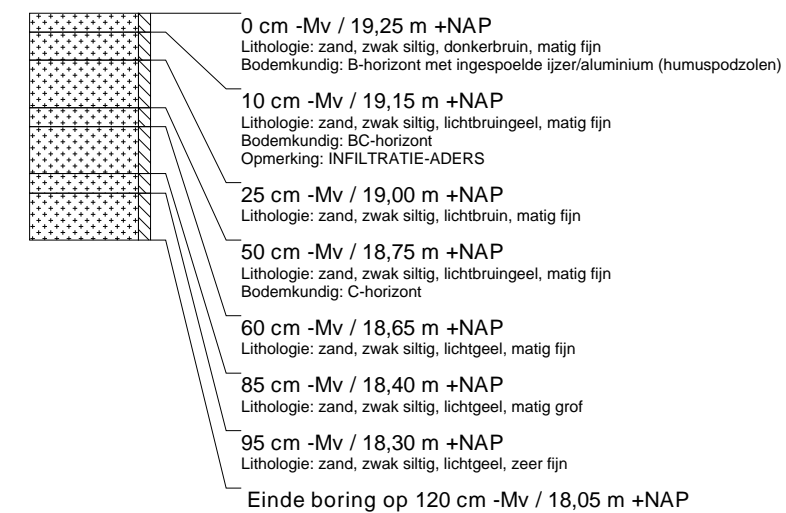 0 cm -Mv / 19,25 m +NAP
Lithologie: zand, zwak siltig, donkerbruin, matig fijn
Bodemkundig: B-horizont met ingespoelde ijzer/aluminium (humuspodzolen)
10 cm -Mv / 19,15 m +NAP
Lithologie: zand, zwak siltig, lichtbruingeel, matig fijn
Bodemkundig: BC-horizont
Opmerking: INFILTRATIE-ADERS
25 cm -Mv / 19,00 m +NAP
Lithologie: zand, zwak siltig, lichtbruin, matig fijn
50 cm -Mv / 18,75 m +NAP
Lithologie: zand, zwak siltig, lichtbruingeel, matig fijn
Bodemkundig: C-horizont
60 cm -Mv / 18,65 m +NAP
Lithologie: zand, zwak siltig, lichtgeel, matig fijn
85 cm -Mv / 18,40 m +NAP
Lithologie: zand, zwak siltig, lichtgeel, matig grof
95 cm -Mv / 18,30 m +NAP
Lithologie: zand, zwak siltig, lichtgeel, zeer fijn
Einde boring op 120 cm -Mv / 18,05 m +NAP